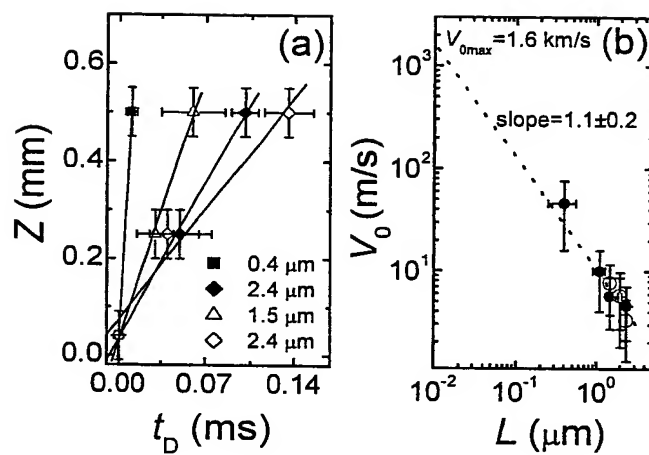 (a)
Z (mm)
0.6
0.4
0.2
0.0
0.4 μm
2.4 μm
1.5 μm
2.4 μm
0.00 0.07 0.14
t_D (ms)
(b)
V_0max=1.6 km/s
slope=1.1±0.2
V_0 (m/s)
10^3
10^2
10^1
10^-2 10^-1 10^0
L (μm)